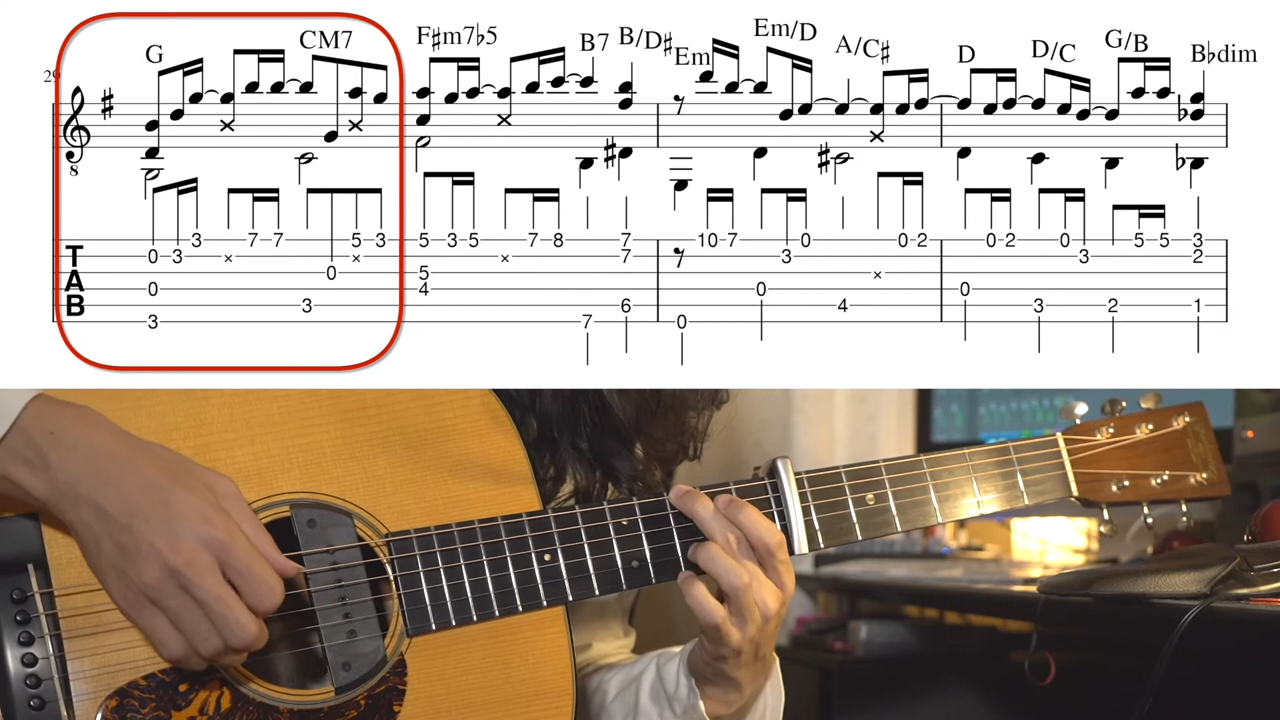 G CM7 F♯m7♭5 B7 B/D♯ Em Em/D A/C♯ D D/C G/B B♭dim
29
8
3 7 7 5 3 5 3 5 7 8 7 10 7 0 0 2 0 2 0 5 5 3
T 0 3 × × × 7 3 3 2
0 5 ×
A 0 4 0 0
B 3 6 4 3 2 1
3 7 0